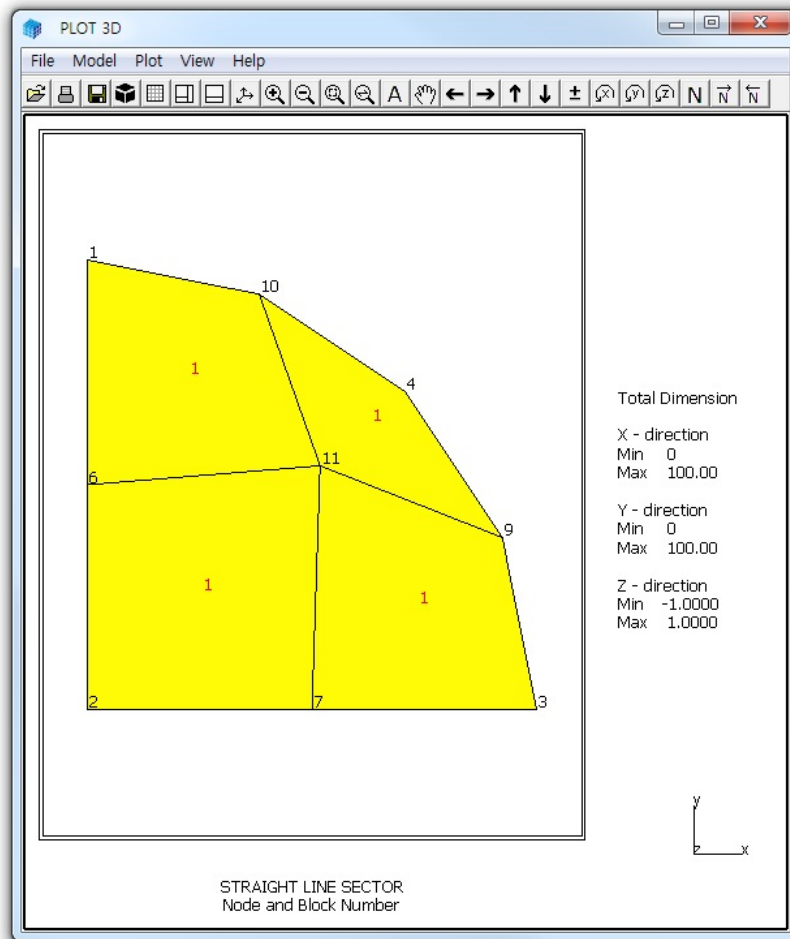 PLOT 3D
File Model Plot View Help
A X Y Z N N N
1
10
1
4
1
11
6
9
1
1
2
7
3
Total Dimension
X - direction
Min 0
Max 100.00
Y - direction
Min 0
Max 100.00
Z - direction
Min -1.0000
Max 1.0000
y
z x
STRAIGHT LINE SECTOR
Node and Block Number